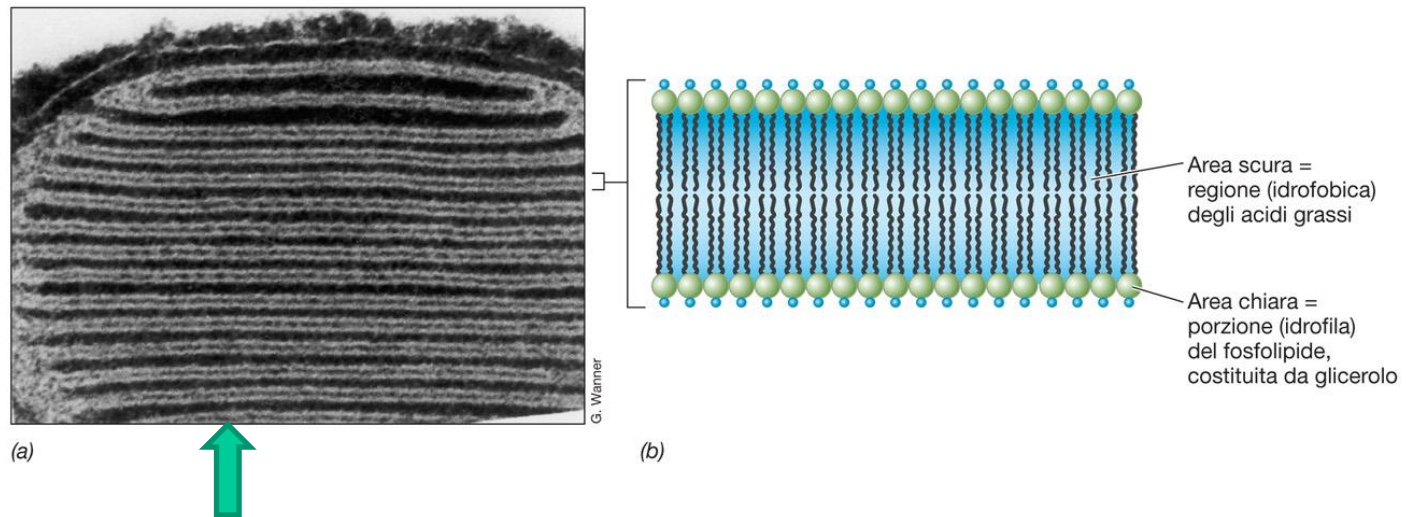 G. Wanner
Area scura =
regione (idrofobica)
degli acidi grassi
Area chiara =
porzione (idrofila)
del fosfolipide,
costituita da glicerolo
(a)
(b)